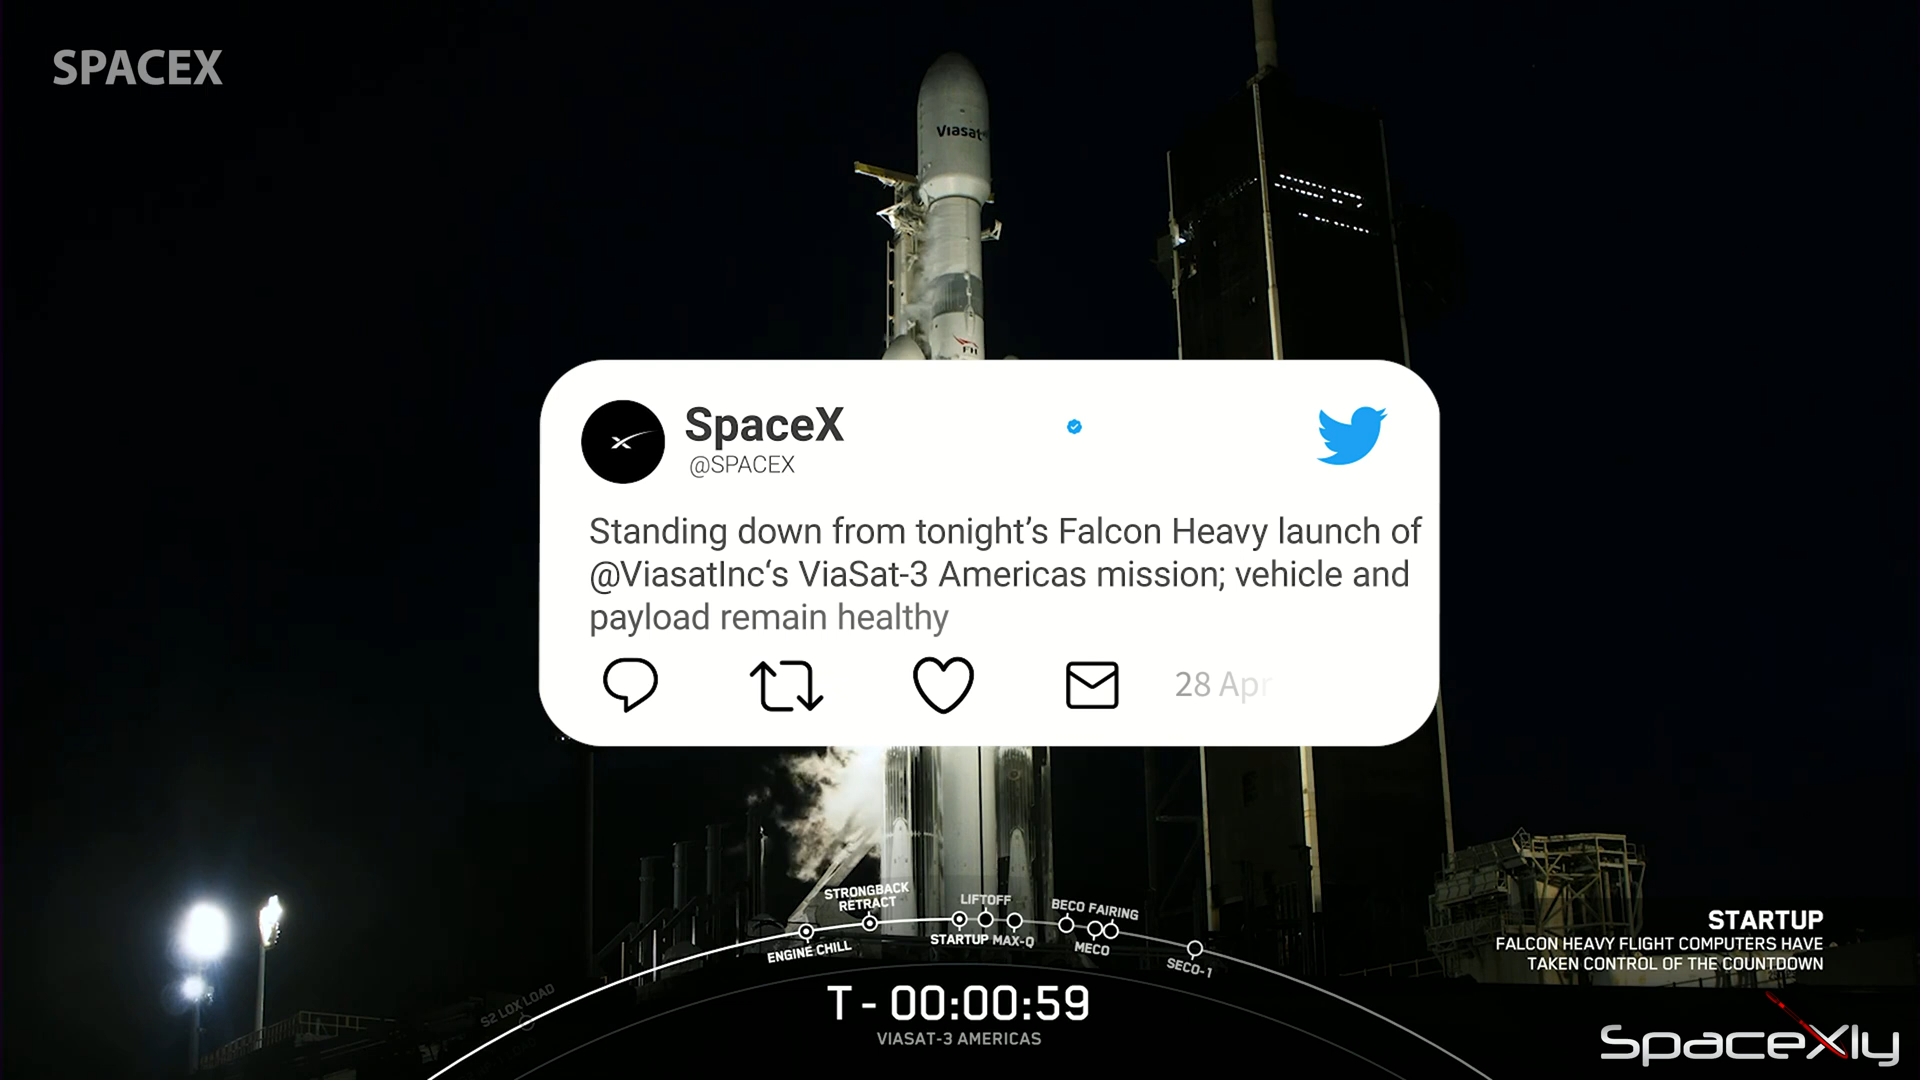 SPACEX
Viasat
FH
SpaceX
@SPACEX
Standing down from tonight’s Falcon Heavy launch of
@ViasatInc‘s ViaSat-3 Americas mission; vehicle and
payload remain healthy
28 Apr
STRONGBACK
RETRACT
LIFTOFF
BECO FAIRING
ENGINE CHILL
STARTUP MAX-Q
MECO
SECO-1
S2 LOX LOAD
T - 00:00:59
VIASAT-3 AMERICAS
STARTUP
FALCON HEAVY FLIGHT COMPUTERS HAVE
TAKEN CONTROL OF THE COUNTDOWN
SpaceXly